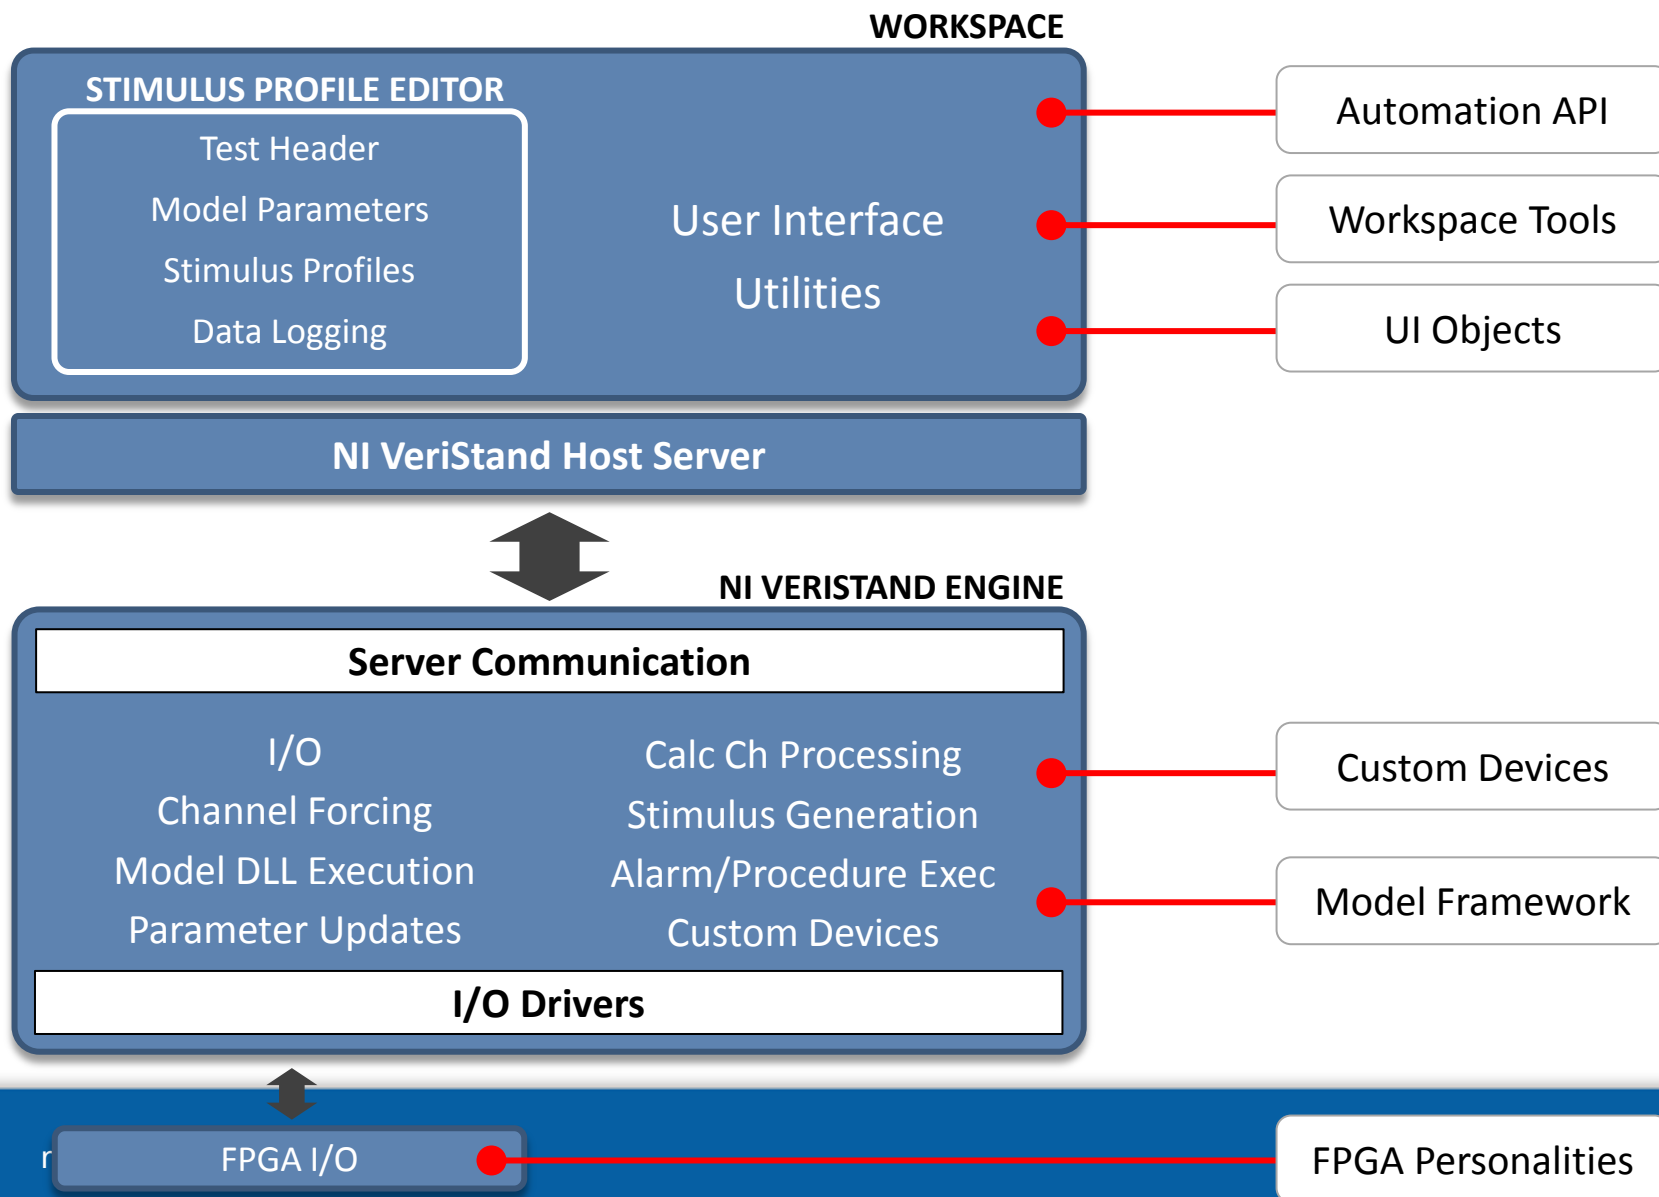 WORKSPACE
STIMULUS PROFILE EDITOR
Test Header
Model Parameters
Stimulus Profiles
Data Logging
User Interface
Utilities
Automation API
Workspace Tools
UI Objects
NI VeriStand Host Server
NI VERISTAND ENGINE
Server Communication
I/O
Channel Forcing
Model DLL Execution
Parameter Updates
Calc Ch Processing
Stimulus Generation
Alarm/Procedure Exec
Custom Devices
Custom Devices
Model Framework
I/O Drivers
FPGA I/O
FPGA Personalities